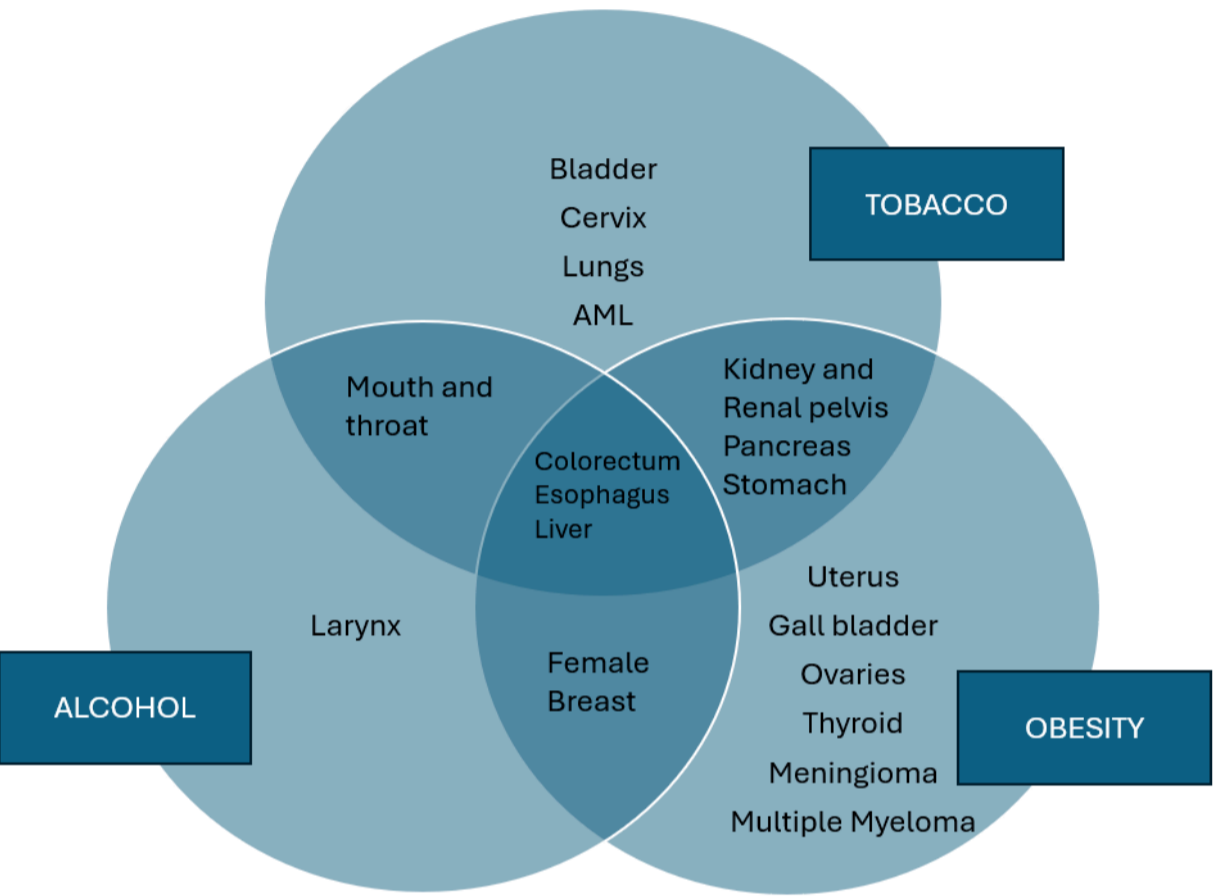 Bladder
Cervix
Lungs
AML
TOBACCO
Mouth and
throat
Kidney and
Renal pelvis
Pancreas
Stomach
Colorectum
Esophagus
Liver
Larynx
Female
Breast
Uterus
Gall bladder
Ovaries
Thyroid
Meningioma
Multiple Myeloma
ALCOHOL
OBESITY